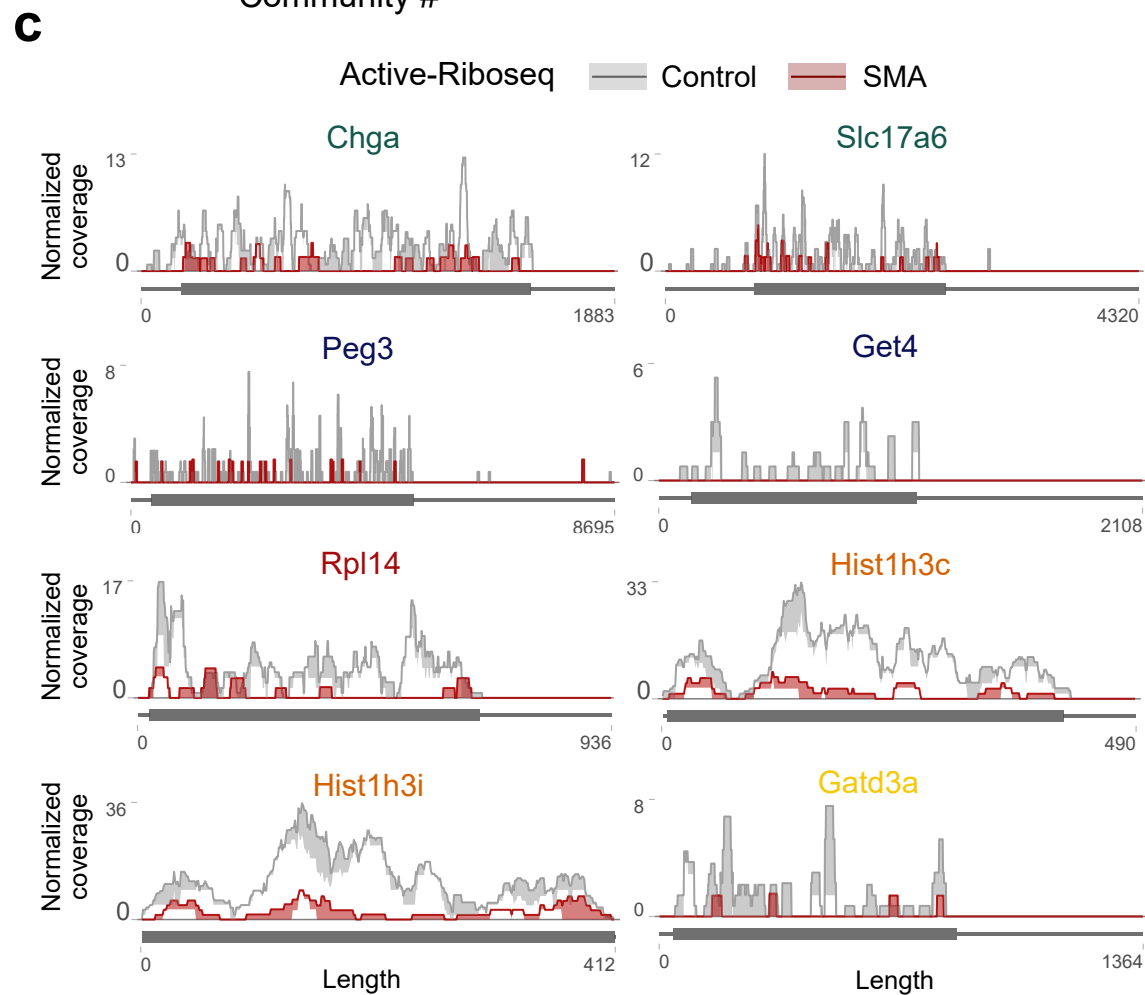 Community #
c
Active-Riboseq Control SMA
Chga
Slc17a6
Normalized
coverage
13
0
12
0
0 1883
0 4320
Peg3
Get4
Normalized
coverage
8
0
6
0
0 8695
0 2108
Rpl14
Hist1h3c
Normalized
coverage
17
0
33
0
0 936
0 490
Hist1h3i
Gatd3a
Normalized
coverage
36
0
8
0
0 412
0 1364
Length
Length